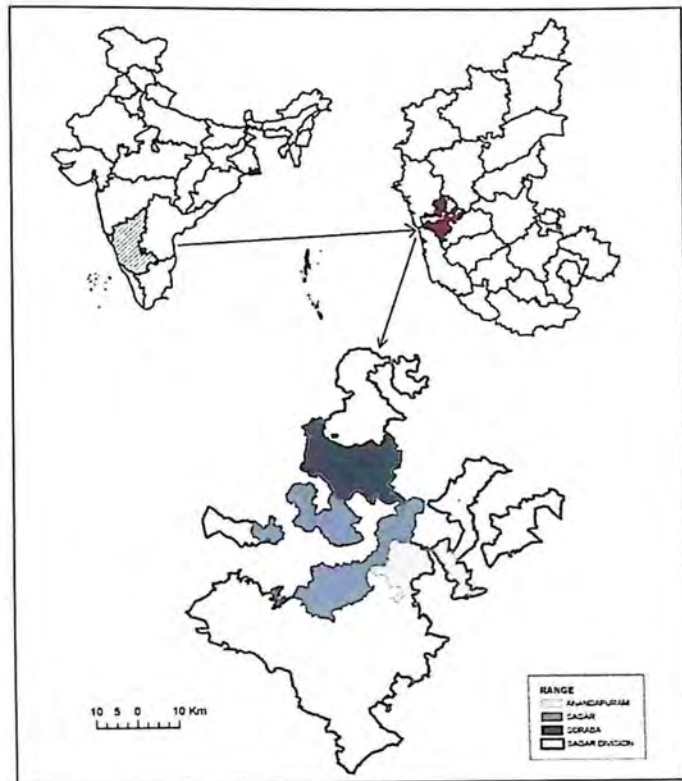 10 5 0 10 Km
RANGE
ANANDAPURAM
SAGAR
SORABA
SAGAR DIVISION